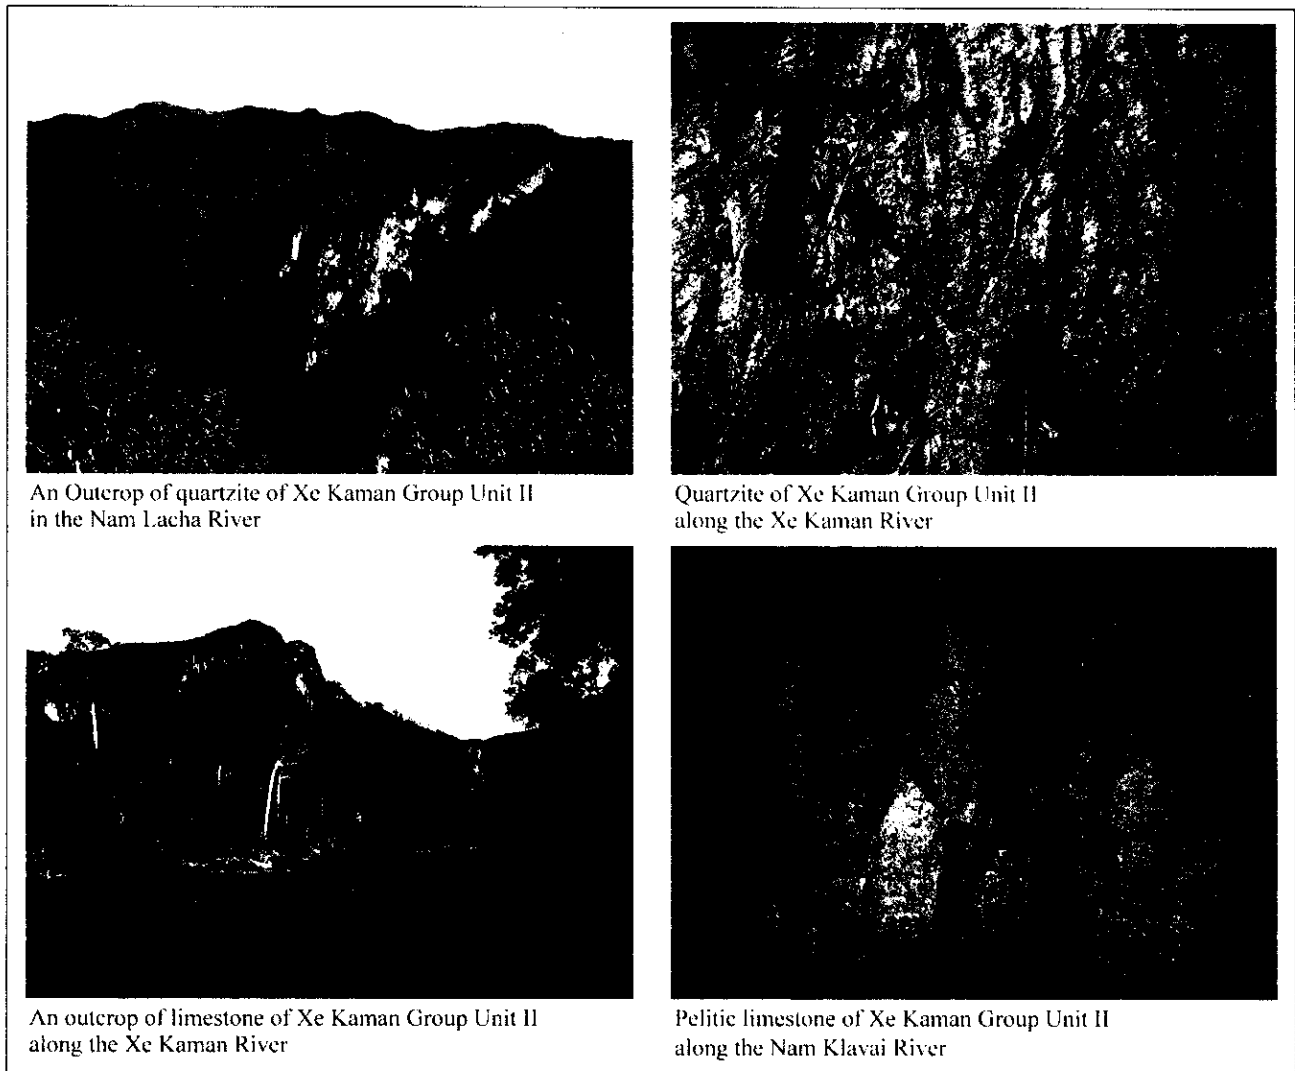 An Outcrop of quartzite of Xe Kaman Group Unit II
in the Nam Lacha River
Quartzite of Xe Kaman Group Unit II
along the Xe Kaman River
An outcrop of limestone of Xe Kaman Group Unit II
along the Xe Kaman River
Pelitic limestone of Xe Kaman Group Unit II
along the Nam Klavai River